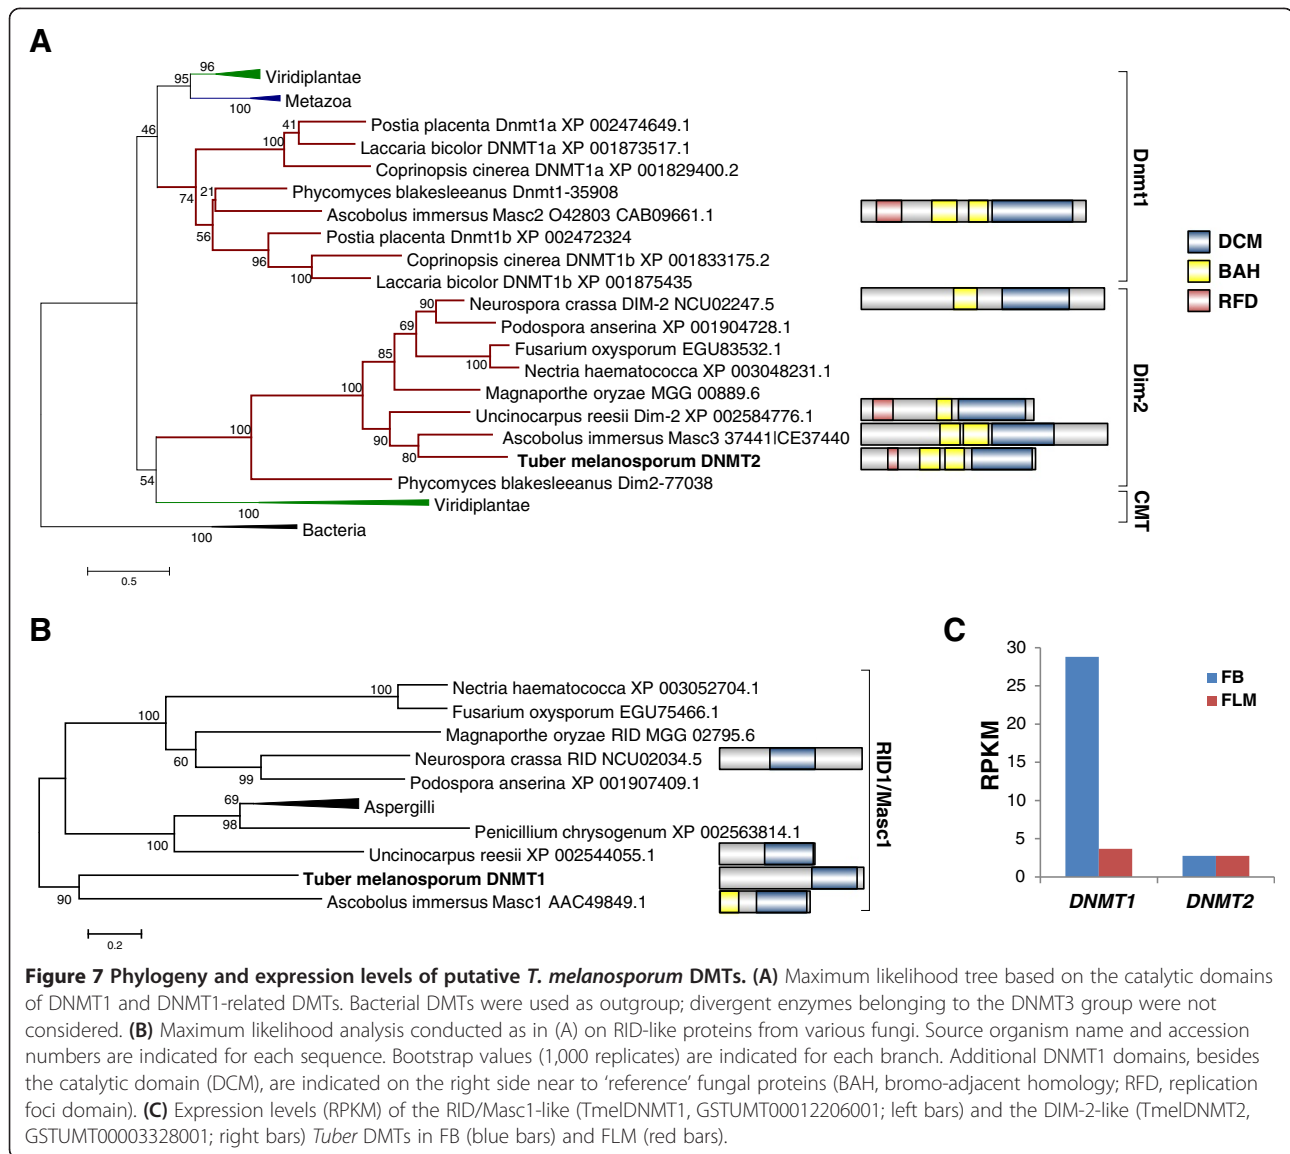 A
96
95
Viridiplantae
100
Metazoa
46
41
Postia placenta Dnmt1a XP 002474649.1
100
Laccaria bicolor DNMT1a XP 001873517.1
Coprinopsis cinerea DNMT1a XP 001829400.2
74
21
Phycomyces blakesleeanus Dnmt1-35908
Ascobolus immersus Masc2 O42803 CAB09661.1
56
Postia placenta Dnmt1b XP 002472324
96
Coprinopsis cinerea DNMT1b XP 001833175.2
100
Laccaria bicolor DNMT1b XP 001875435
Dnmt1
DCM
BAH
RFD
90
Neurospora crassa DIM-2 NCU02247.5
69
Podospora anserina XP 001904728.1
85
Fusarium oxysporum EGU83532.1
100
Nectria haematococca XP 003048231.1
100
Magnaporthe oryzae MGG 00889.6
Uncinocarpus reesii Dim-2 XP 002584776.1
100
90
Ascobolus immersus Masc3 37441|CE37440
80
Tuber melanosporum DNMT2
Phycomyces blakesleeanus Dim2-77038
Dim-2
54
100
Viridiplantae
CMT
100
Bacteria
0.5
B
100
Nectria haematococca XP 003052704.1
100
Fusarium oxysporum EGU75466.1
Magnaporthe oryzae RID MGG 02795.6
60
Neurospora crassa RID NCU02034.5
99
Podospora anserina XP 001907409.1
69
Aspergilli
98
Penicillium chrysogenum XP 002563814.1
100
Uncinocarpus reesii XP 002544055.1
Tuber melanosporum DNMT1
90
Ascobolus immersus Masc1 AAC49849.1
RID1/Masc1
0.2
C
RPKM
30
25
20
15
10
5
0
FB
FLM
DNMT1
DNMT2
Figure 7 Phylogeny and expression levels of putative T. melanosporum DMTs. (A) Maximum likelihood tree based on the catalytic domains
of DNMT1 and DNMT1-related DMTs. Bacterial DMTs were used as outgroup; divergent enzymes belonging to the DNMT3 group were not
considered. (B) Maximum likelihood analysis conducted as in (A) on RID-like proteins from various fungi. Source organism name and accession
numbers are indicated for each sequence. Bootstrap values (1,000 replicates) are indicated for each branch. Additional DNMT1 domains, besides
the catalytic domain (DCM), are indicated on the right side near to ‘reference’ fungal proteins (BAH, bromo-adjacent homology; RFD, replication
foci domain). (C) Expression levels (RPKM) of the RID/Masc1-like (TmelDNMT1, GSTUMT00012206001; left bars) and the DIM-2-like (TmelDNMT2,
GSTUMT00003328001; right bars) Tuber DMTs in FB (blue bars) and FLM (red bars).